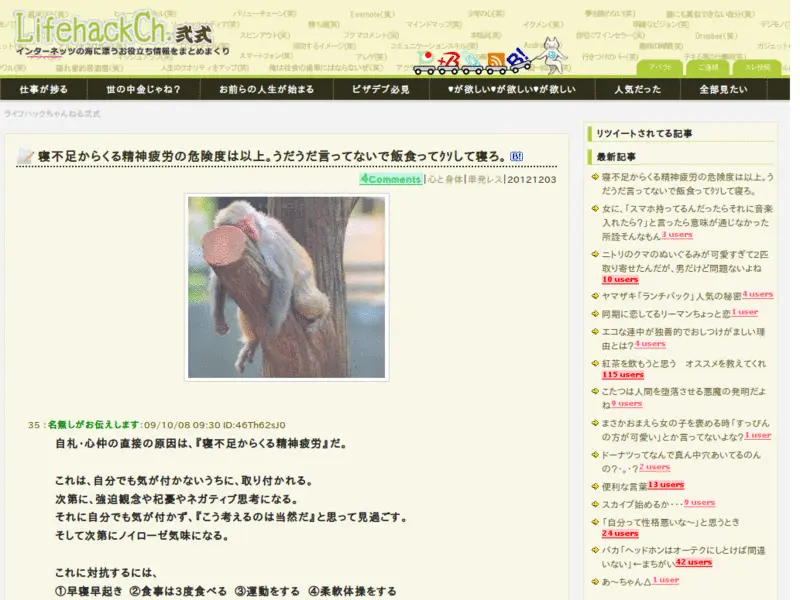 LifehackCh.弐式
インターネッツの海に漂うお役立ち情報をまとめまくり
アバウト
ご連絡
スレ投稿
仕事が捗る
世の中金じゃね?
お前らの人生が始まる
ビザデブ必見
♥が欲しい♥が欲しい♥が欲しい
人気だった
全部見たい
ライフハックちゃんねる弐式
寝不足からくる精神疲労の危険度は以上。うだうだ言ってないで飯食ってｸｿして寝ろ。 B!
4Comments|心と身体|単発レス|20121203
35 :名無しがお伝えします:09/10/08 09:30 ID:46Th62sJ0
自札・心仲の直接の原因は、『寝不足からくる精神疲労』だ。
これは、自分でも気が付かないうちに、取り付かれる。
次第に、強迫観念や杞憂やネガティブ思考になる。
それに自分でも気が付かず、『こう考えるのは当然だ』と思って見過ごす。
そして次第にノイローゼ気味になる。
これに対抗するには、
①早寝早起き ②食事は3度食べる ③運動をする ④柔軟体操をする
リツイートされてる記事
最新記事
寝不足からくる精神疲労の危険度は以上。う
だうだ言ってないで飯食ってｸｿして寝ろ。
女に、「スマホ持ってるんだったらそれに音楽
入れたら?」と言ったら意味が通じなかった
所詮そんなもん3 users
ニトリのクマのぬいぐるみが可愛すぎて2匹
取り寄せたんだが、男だけど問題ないよね
10 users
ヤマザキ「ランチパック」人気の秘密4 users
同期に恋してるリーマンちょっと恋1 user
エコな連中が独善的でおしつけがましい理
由とは?4 users
紅茶を飲もうと思う オススメを教えてくれ
115 users
こたつは人間を堕落させる悪魔の発明だよ
ね9 users
まさかおまえら女の子を褒める時「すっぴん
の方が可愛い」とか言ってないよな?1 user
ドーナツってなんで真ん中穴あいてるのん
の?･｡･?2 users
便利な言葉13 users
スカイプ始めるか・・・9 users
「自分って性格悪いな～」と思うとき
24 users
バカ「ヘッドホンはオーテクにしとけば間違
いない」←まちがい42 users
あ～ちゃん△1 user